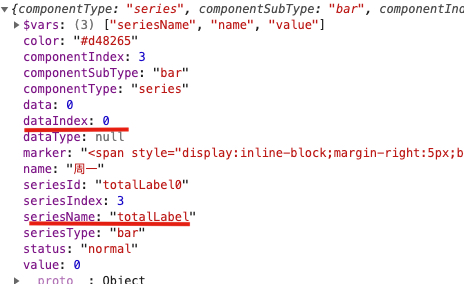 ▼{componentType: "series", componentSubType: "bar", componentInd
▶$vars: (3) ["seriesName", "name", "value"]
color: "#d48265"
componentIndex: 3
componentSubType: "bar"
componentType: "series"
data: 0
dataIndex: 0
dataType: null
marker: "<span style="display:inline-block;margin-right:5px;b
name: "周一"
seriesId: "totalLabel0"
seriesIndex: 3
seriesName: "totalLabel"
seriesType: "bar"
status: "normal"
value: 0
▶__proto__: Object